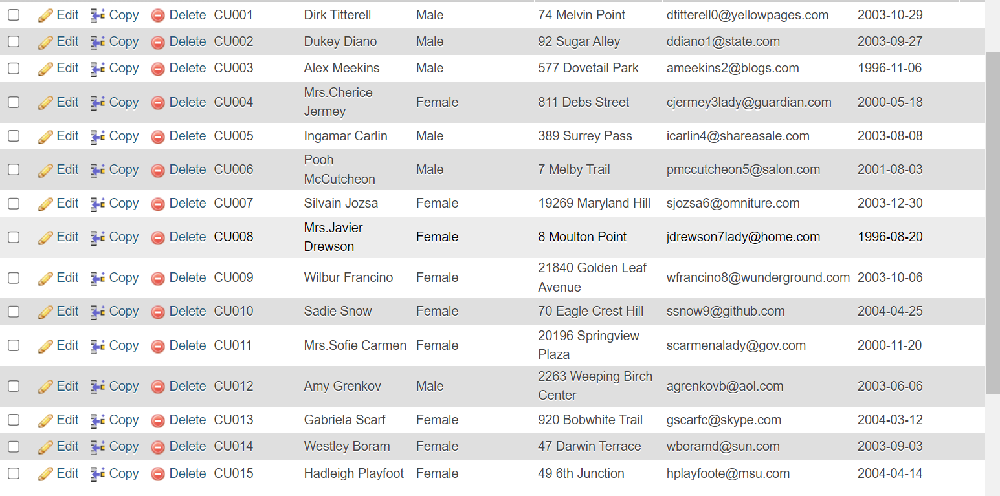 Edit Copy Delete CU001 Dirk Titterell Male 74 Melvin Point dtitterell0@yellowpages.com 2003-10-29
Edit Copy Delete CU002 Dukey Diano Male 92 Sugar Alley ddiano1@state.com 2003-09-27
Edit Copy Delete CU003 Alex Meekins Male 577 Dovetail Park ameekins2@blogs.com 1996-11-06
Edit Copy Delete CU004 Mrs.Cherice Jermey Female 811 Debs Street cjermey3lady@guardian.com 2000-05-18
Edit Copy Delete CU005 Ingamar Carlin Male 389 Surrey Pass icarlin4@shareasale.com 2003-08-08
Edit Copy Delete CU006 Pooh McCutcheon Male 7 Melby Trail pmccutcheon5@salon.com 2001-08-03
Edit Copy Delete CU007 Silvain Jozsa Female 19269 Maryland Hill sjozsa6@omniture.com 2003-12-30
Edit Copy Delete CU008 Mrs.Javier Drewson Female 8 Moulton Point jdrewson7lady@home.com 1996-08-20
Edit Copy Delete CU009 Wilbur Francino Female 21840 Golden Leaf Avenue wfrancino8@wunderground.com 2003-10-06
Edit Copy Delete CU010 Sadie Snow Female 70 Eagle Crest Hill ssnow9@github.com 2004-04-25
Edit Copy Delete CU011 Mrs.Sofie Carmen Female 20196 Springview Plaza scarmenalady@gov.com 2000-11-20
Edit Copy Delete CU012 Amy Grenkov Male 2263 Weeping Birch Center agrenkovb@aol.com 2003-06-06
Edit Copy Delete CU013 Gabriela Scarf Female 920 Bobwhite Trail gscarfc@skype.com 2004-03-12
Edit Copy Delete CU014 Westley Boram Female 47 Darwin Terrace wboramd@sun.com 2003-09-03
Edit Copy Delete CU015 Hadleigh Playfoot Female 49 6th Junction hplayfoote@msu.com 2004-04-14